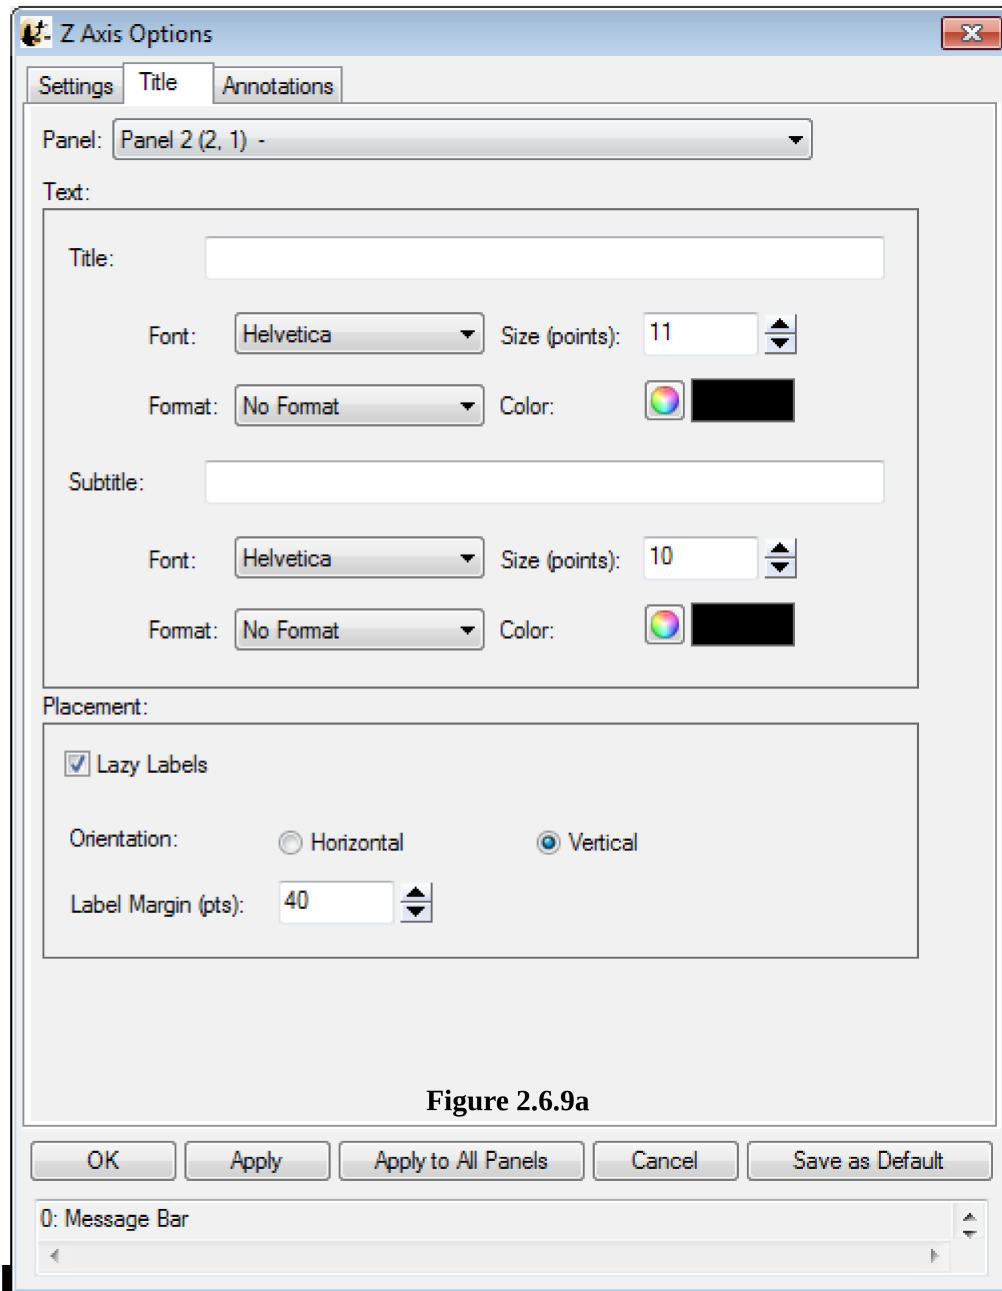 Z Axis Options
Settings Title Annotations
Panel: Panel 2 (2, 1) -
Text:
Title:
Font: Helvetica Size (points): 11
Format: No Format Color:
Subtitle:
Font: Helvetica Size (points): 10
Format: No Format Color:
Placement:
Lazy Labels
Orientation: Horizontal Vertical
Label Margin (pts): 40
Figure 2.6.9a
OK Apply Apply to All Panels Cancel Save as Default
0: Message Bar